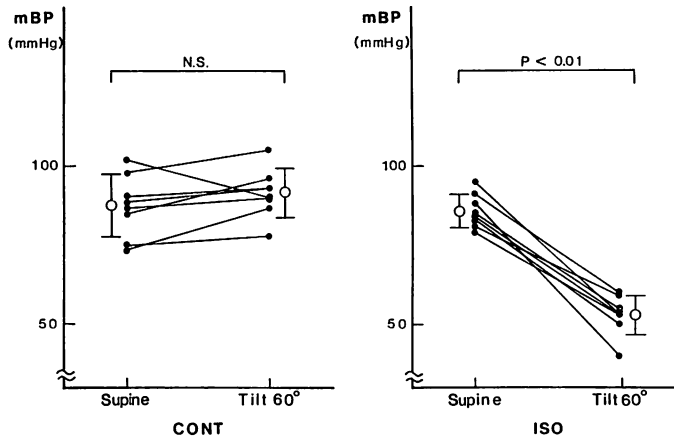 mBP
(mmHg)
N.S.
100
50
Supine
Tilt 60°
CONT
mBP
(mmHg)
P < 0.01
100
50
Supine
Tilt 60°
ISO